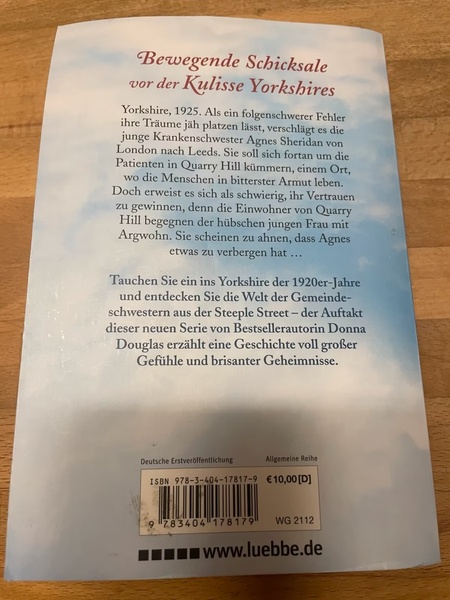 Bewegende Schicksale
vor der Kulisse Yorkshires
Yorkshire, 1925. Als ein folgenschwerer Fehler
ihre Träume jäh platzen lässt, verschlägt es die
junge Krankenschwester Agnes Sheridan von
London nach Leeds. Sie soll sich fortan um die
Patienten in Quarry Hill kümmern, einem Ort,
wo die Menschen in bitterster Armut leben.
Doch erweist es sich als schwierig, ihr Vertrauen
zu gewinnen, denn die Einwohner von Quarry
Hill begegnen der hübschen jungen Frau mit
Argwohn. Sie scheinen zu ahnen, dass Agnes
etwas zu verbergen hat ...
Tauchen Sie ein ins Yorkshire der 1920er-Jahre
und entdecken Sie die Welt der Gemeinde-
schwestern aus der Steeple Street – der Auftakt
dieser neuen Serie von Bestsellerautorin Donna
Douglas erzählt eine Geschichte voll großer
Gefühle und brisanter Geheimnisse.
Deutsche Erstveröffentlichung Allgemeine Reihe
ISBN 978-3-404-17817-9
€ 10,00 [D]
9 783404 178179
WG 2112
www.luebbe.de